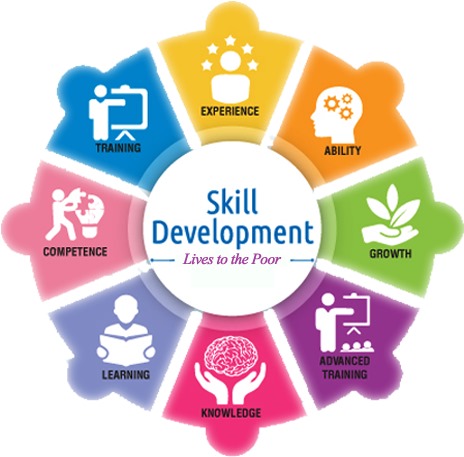 EXPERIENCE
ABILITY
GROWTH
ADVANCED
TRAINING
KNOWLEDGE
LEARNING
COMPETENCE
TRAINING
Skill
Development
Lives to the Poor